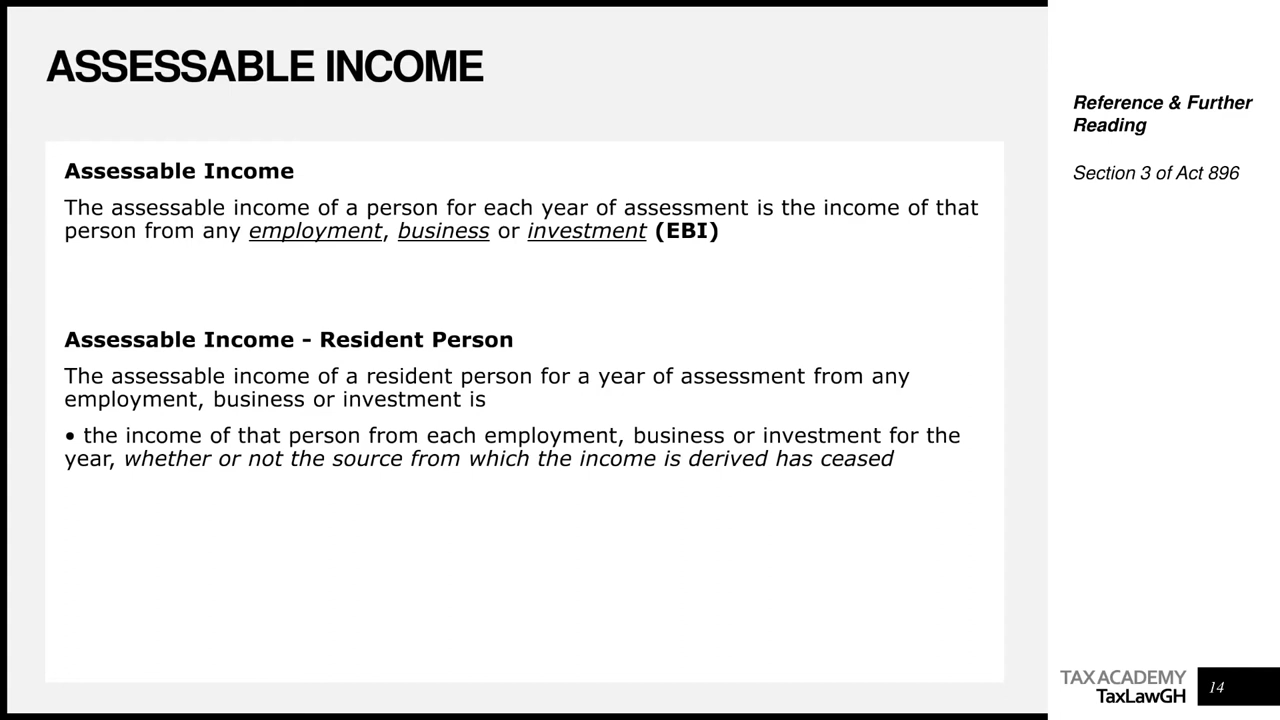 ASSESSABLE INCOME
Assessable Income
The assessable income of a person for each year of assessment is the income of that
person from any employment, business or investment (EBI)
Assessable Income - Resident Person
The assessable income of a resident person for a year of assessment from any
employment, business or investment is
• the income of that person from each employment, business or investment for the
year, whether or not the source from which the income is derived has ceased
Reference & Further
Reading
Section 3 of Act 896
TAX ACADEMY
TaxLawGH
14